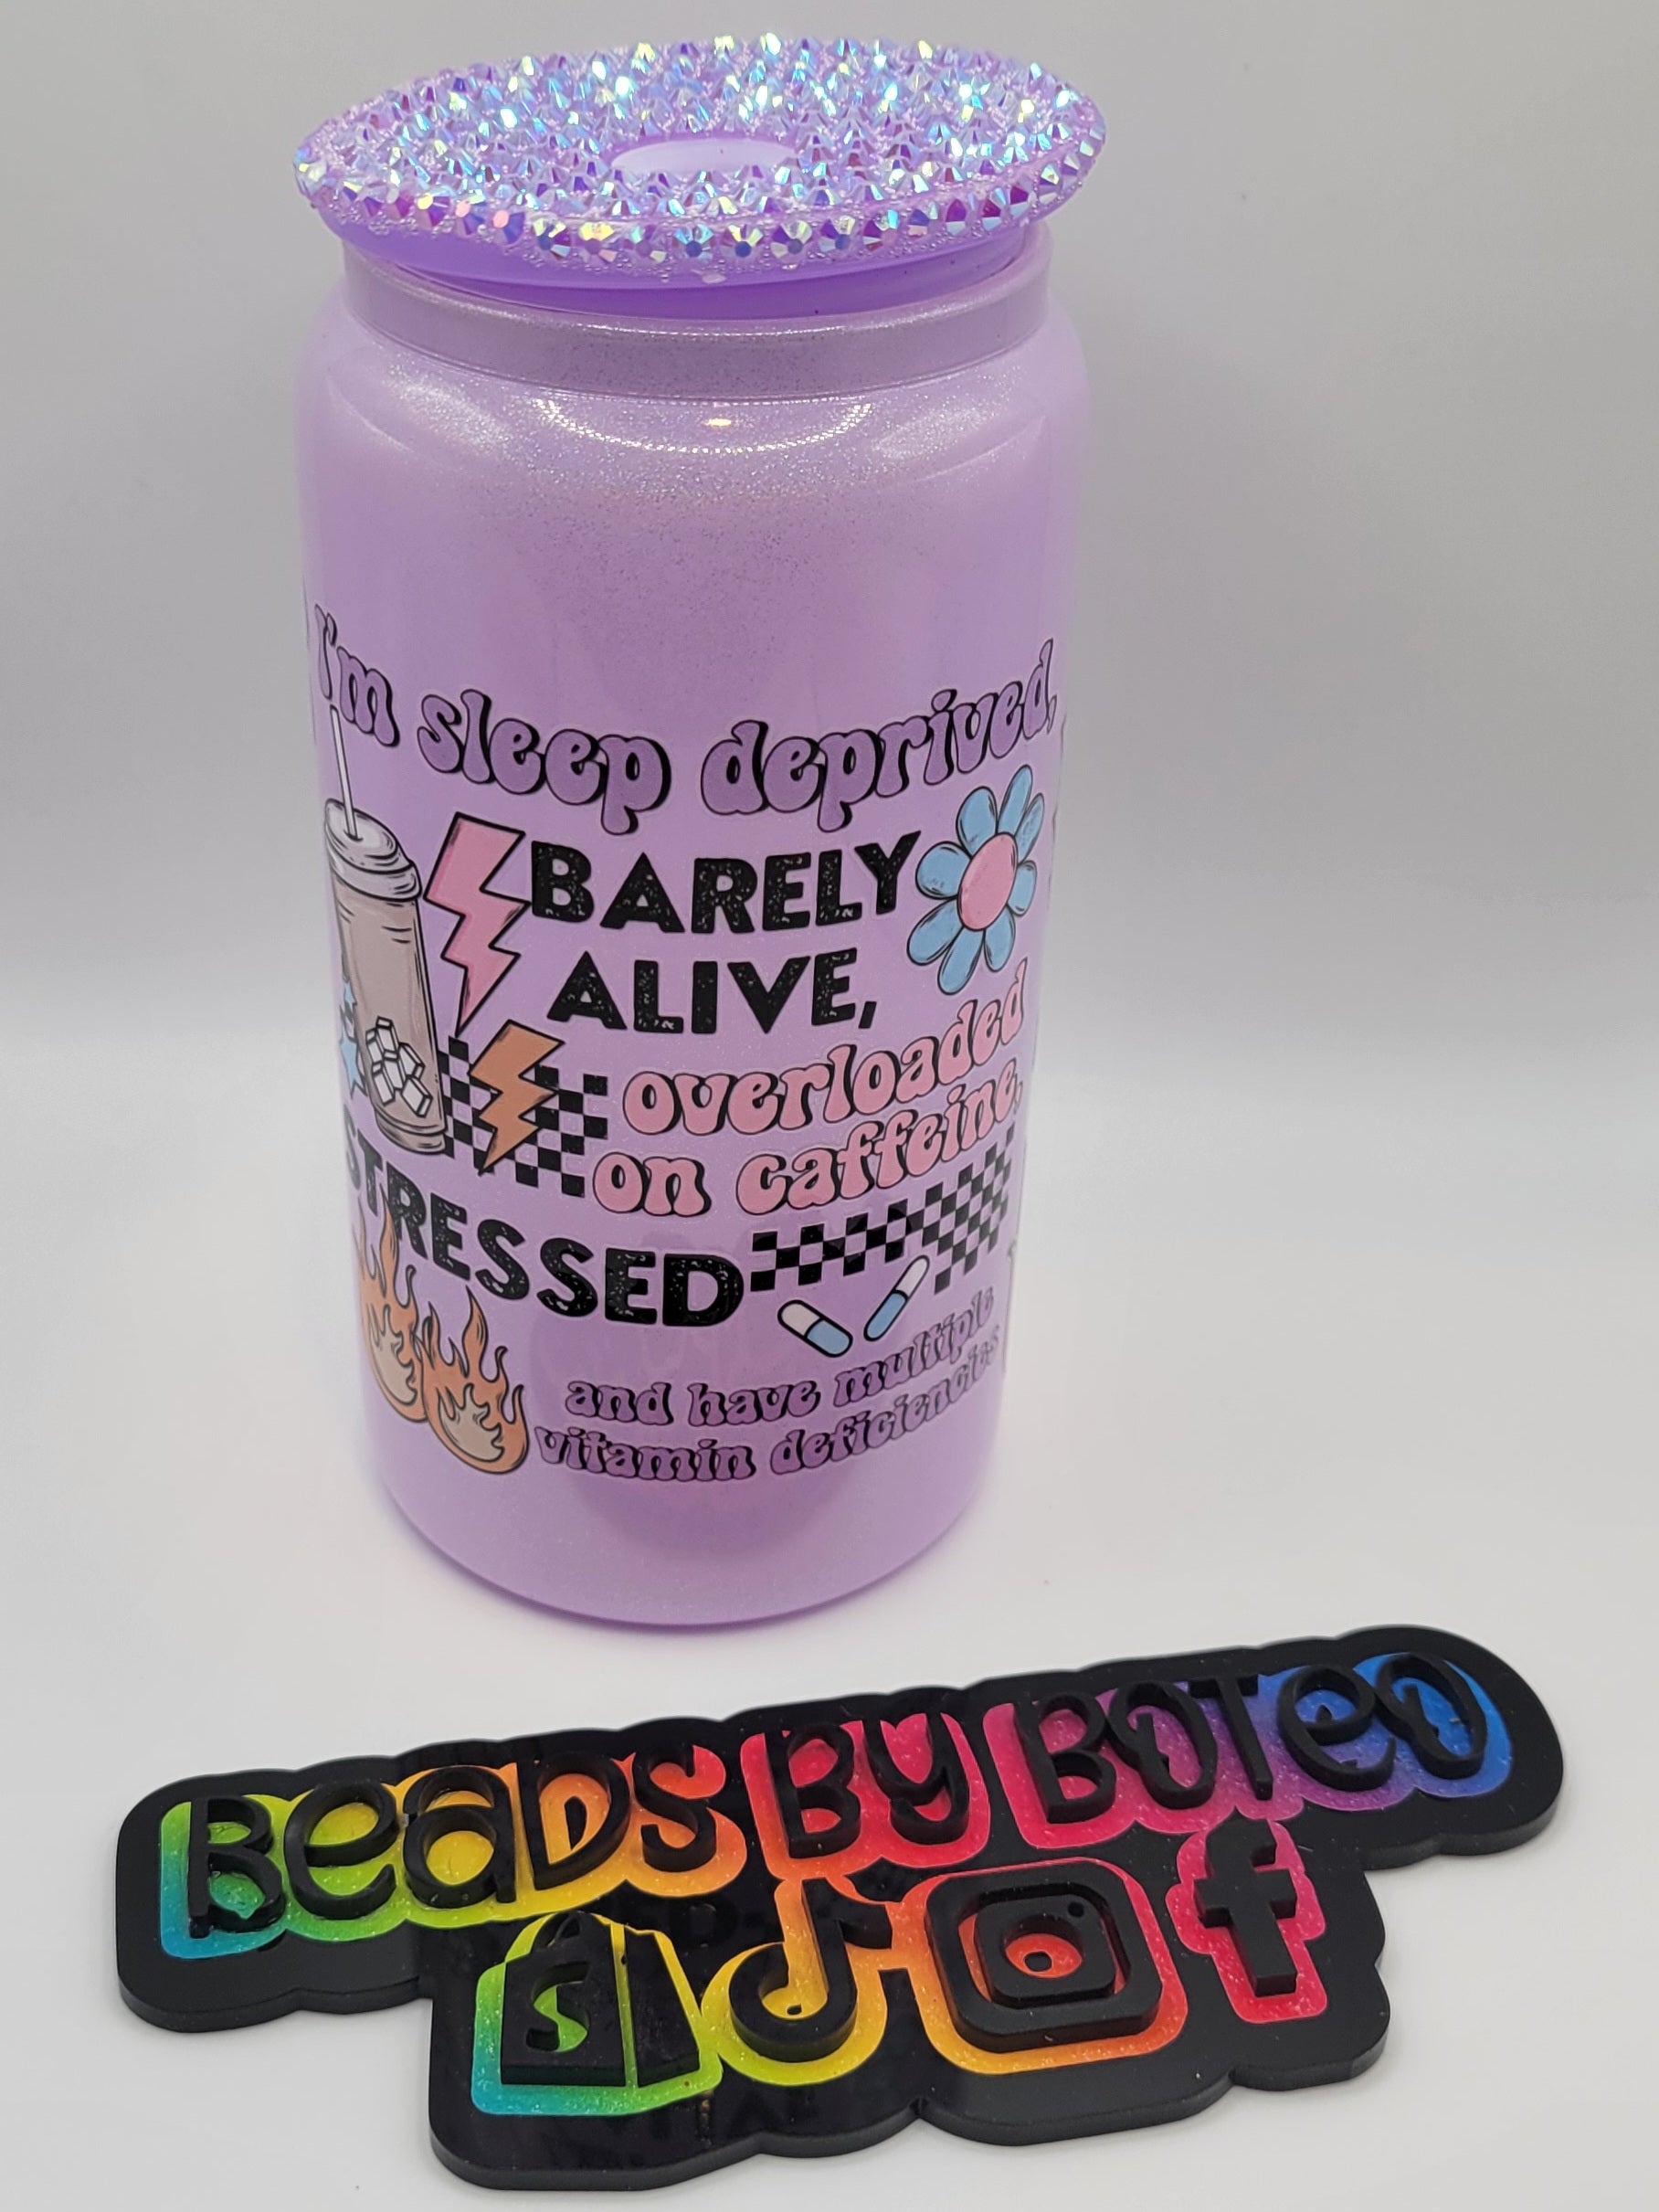 I'm sleep deprived,
BARELY
ALIVE,
overloaded
on caffeine,
STRESSED
and have multiple
vitamin deficiencies
BeaDS By BOTeO
S
f